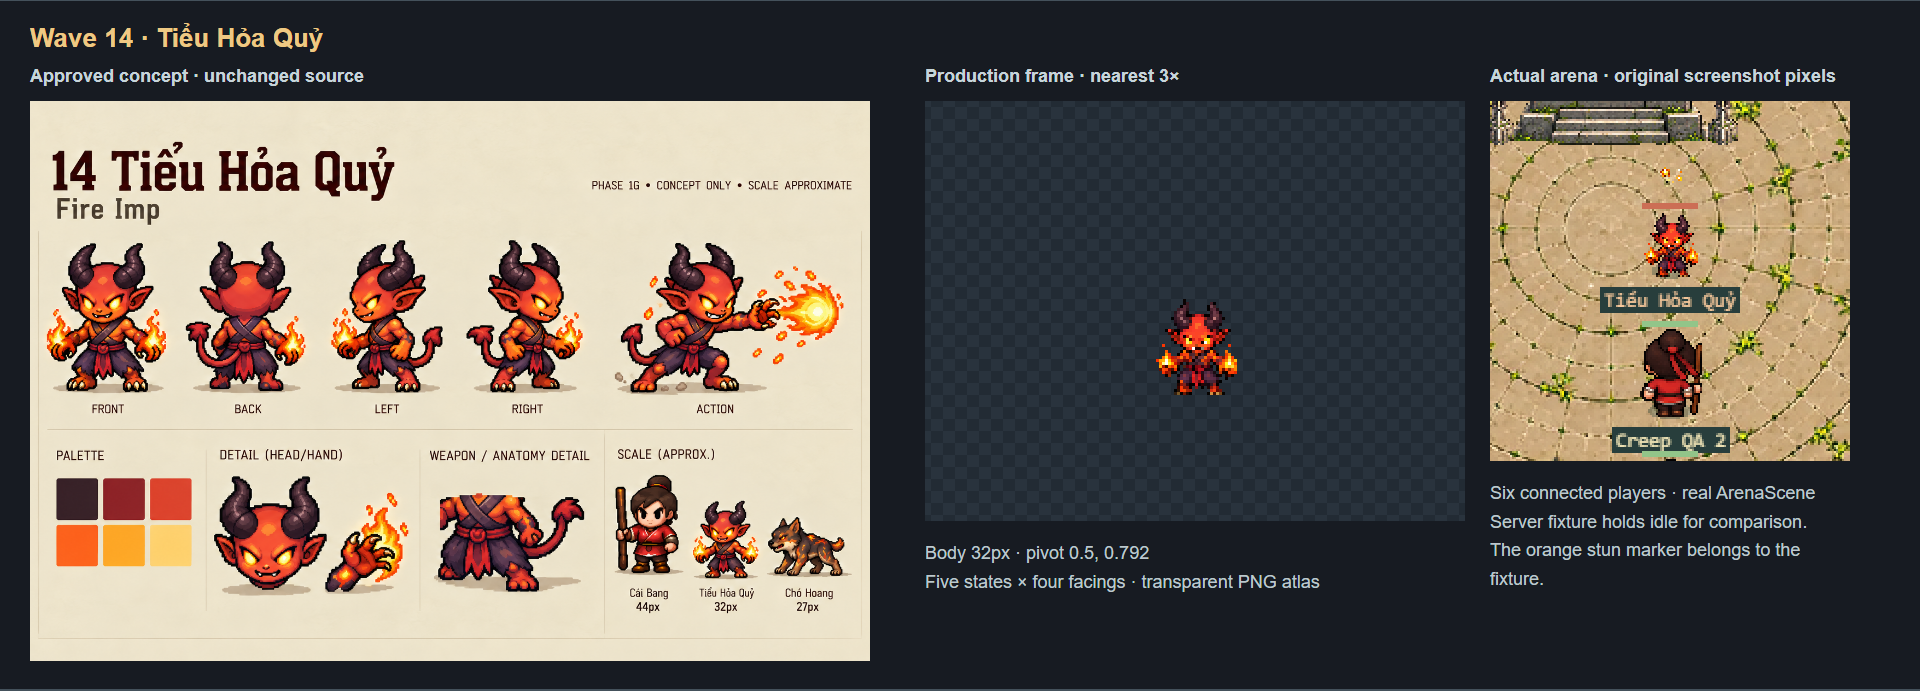 Wave 14 · Tiểu Hỏa Quỷ
Approved concept · unchanged source
14 Tiểu Hỏa Quỷ
Fire Imp
PHASE 1G • CONCEPT ONLY • SCALE APPROXIMATE
FRONT
BACK
LEFT
RIGHT
ACTION
PALETTE
DETAIL (HEAD/HAND)
WEAPON / ANATOMY DETAIL
SCALE (APPROX.)
Cái Bang
44px
Tiểu Hỏa Quỷ
32px
Chó Hoang
27px
Production frame · nearest 3×
Body 32px · pivot 0.5, 0.792
Five states × four facings · transparent PNG atlas
Actual arena · original screenshot pixels
Tiểu Hỏa Quỷ
Creep QA 2
Six connected players · real ArenaScene
Server fixture holds idle for comparison.
The orange stun marker belongs to the
fixture.